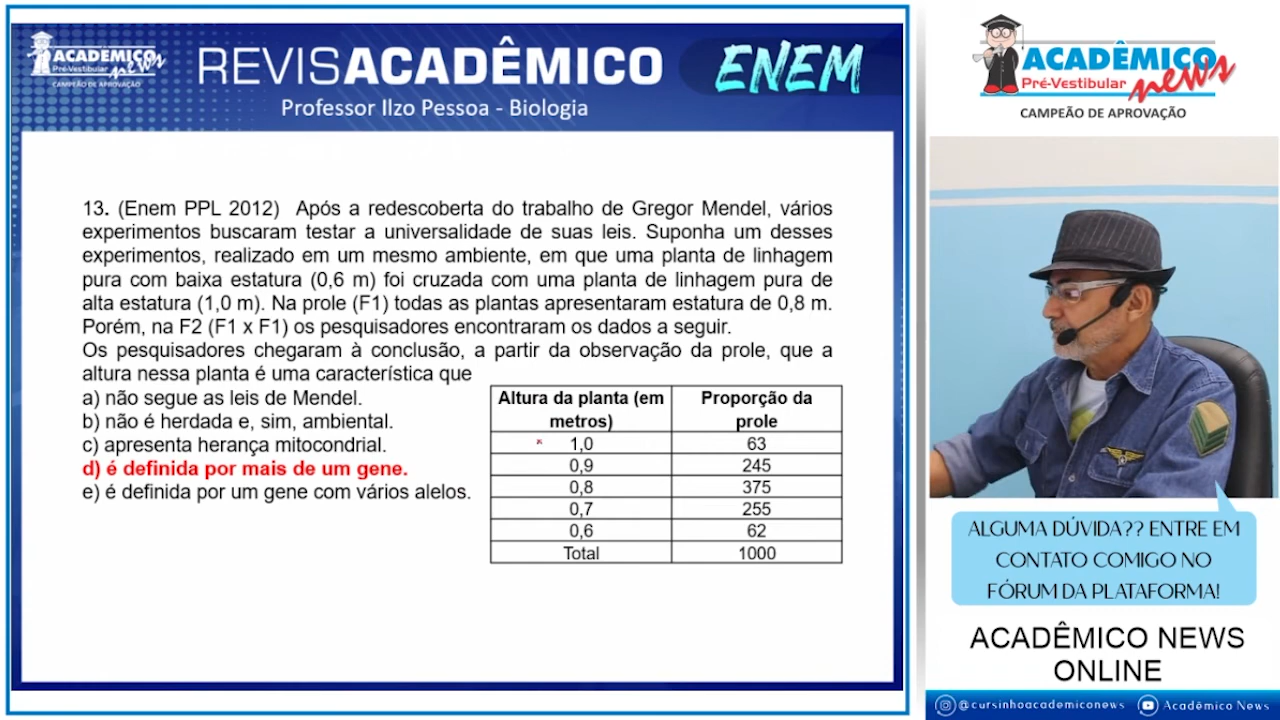 ACADÊMICO
Pré-Vestibular news
CAMPEÃO DE APROVAÇÃO
REVISACADÊMICO
ENEM
Professor Ilzo Pessoa - Biologia
13. (Enem PPL 2012) Após a redescoberta do trabalho de Gregor Mendel, vários
experimentos buscaram testar a universalidade de suas leis. Suponha um desses
experimentos, realizado em um mesmo ambiente, em que uma planta de linhagem
pura com baixa estatura (0,6 m) foi cruzada com uma planta de linhagem pura de
alta estatura (1,0 m). Na prole (F1) todas as plantas apresentaram estatura de 0,8 m.
Porém, na F2 (F1 x F1) os pesquisadores encontraram os dados a seguir.
Os pesquisadores chegaram à conclusão, a partir da observação da prole, que a
altura nessa planta é uma característica que
a) não segue as leis de Mendel.
b) não é herdada e, sim, ambiental.
c) apresenta herança mitocondrial.
d) é definida por mais de um gene.
e) é definida por um gene com vários alelos.
Altura da planta (em metros) Proporção da prole
1,0 63
0,9 245
0,8 375
0,7 255
0,6 62
Total 1000
ACADÊMICO
Pré-Vestibular news
CAMPEÃO DE APROVAÇÃO
ALGUMA DÚVIDA?? ENTRE EM
CONTATO COMIGO NO
FÓRUM DA PLATAFORMA!
ACADÊMICO NEWS
ONLINE
@cursinhoacademiconews Acadêmico News